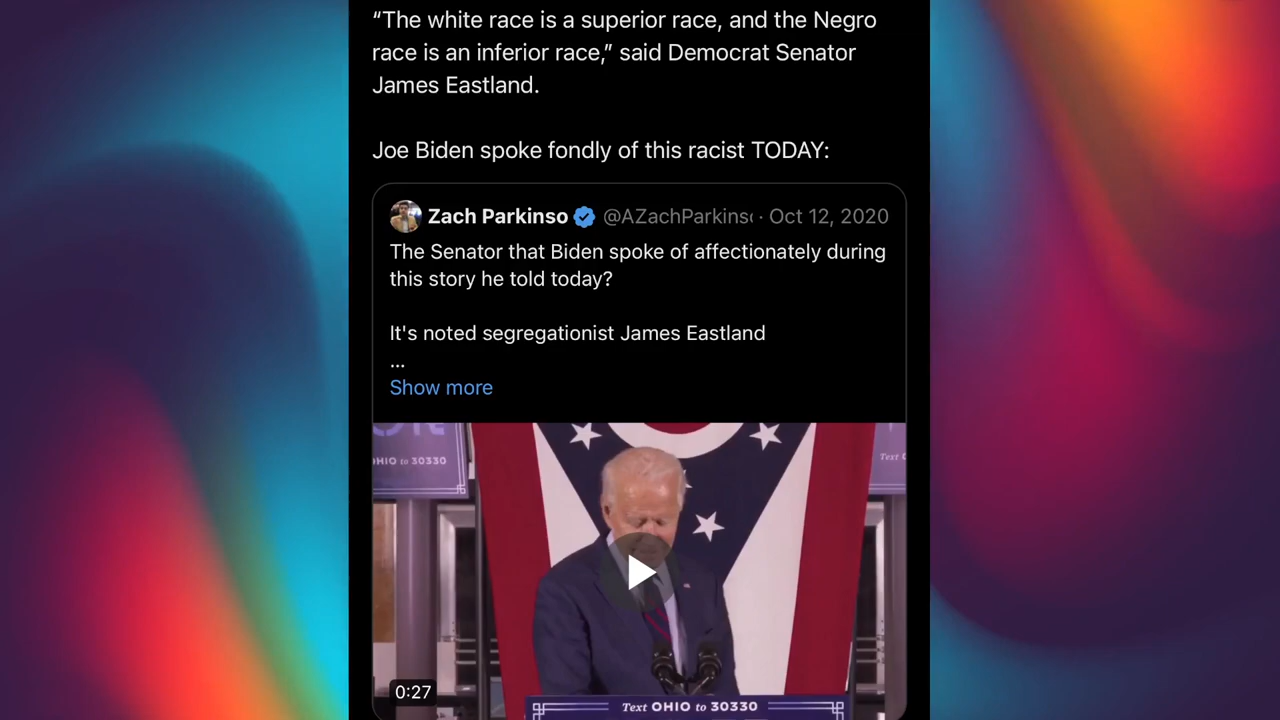 “The white race is a superior race, and the Negro
race is an inferior race,” said Democrat Senator
James Eastland.
Joe Biden spoke fondly of this racist TODAY:
Zach Parkinso @AZachParkins · Oct 12, 2020
The Senator that Biden spoke of affectionately during
this story he told today?
It's noted segregationist James Eastland
...
Show more
OHIO to 30330
Text
0:27
Text OHIO to 30330